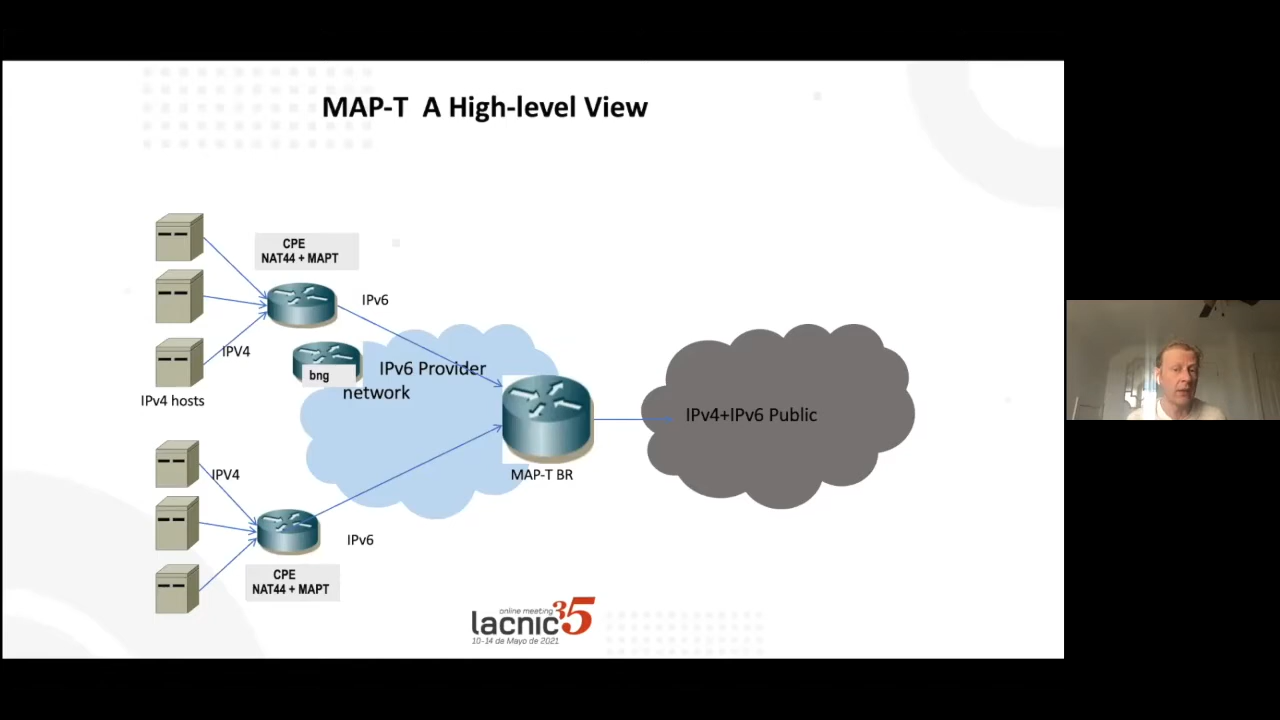 MAP-T A High-level View
CPE
NAT44 + MAPT
IPv6
IPV4
bng
IPv6 Provider
network
IPv4 hosts
IPv4+IPv6 Public
MAP-T BR
IPV4
IPv6
CPE
NAT44 + MAPT
online meeting
lacnic35
10-14 de Mayo de 2021